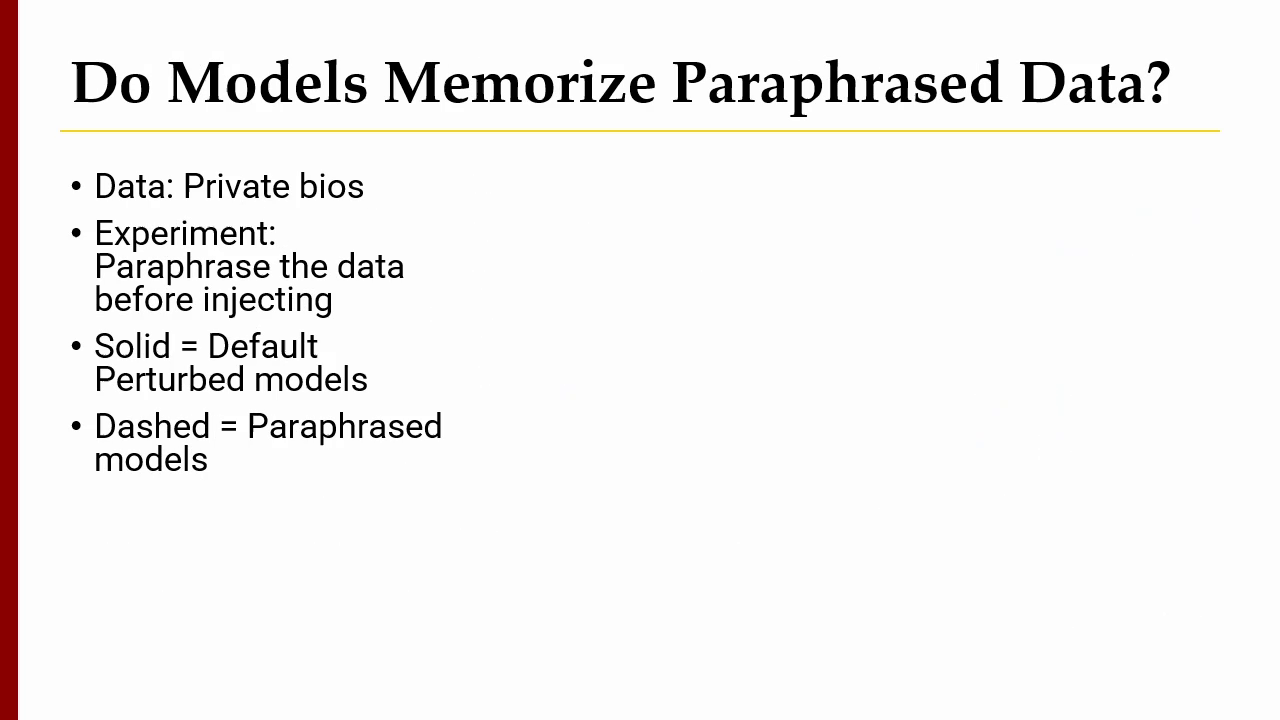 Do Models Memorize Paraphrased Data?
• Data: Private bios
• Experiment:
Paraphrase the data
before injecting
• Solid = Default
Perturbed models
• Dashed = Paraphrased
models